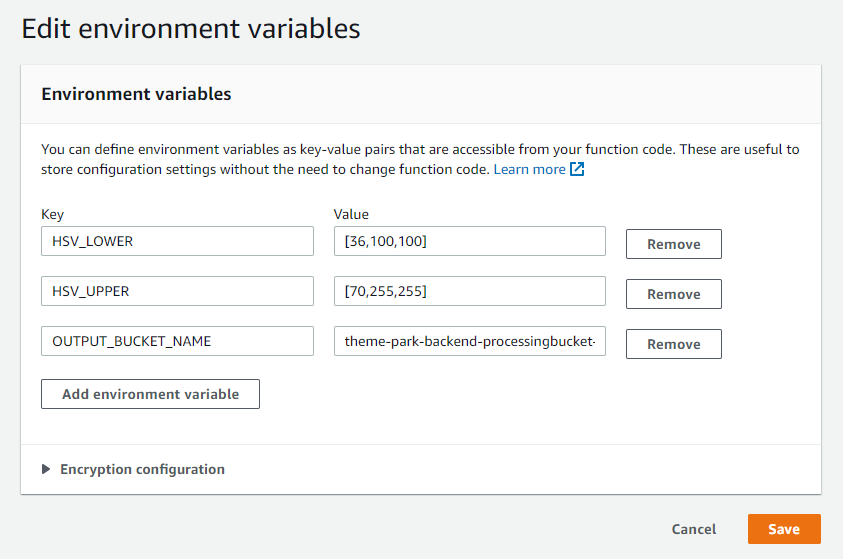 Edit environment variables
Environment variables
You can define environment variables as key-value pairs that are accessible from your function code. These are useful to
store configuration settings without the need to change function code. Learn more
Key Value
HSV_LOWER [36,100,100] Remove
HSV_UPPER [70,255,255] Remove
OUTPUT_BUCKET_NAME theme-park-backend-processingbucket- Remove
Add environment variable
Encryption configuration
Cancel Save